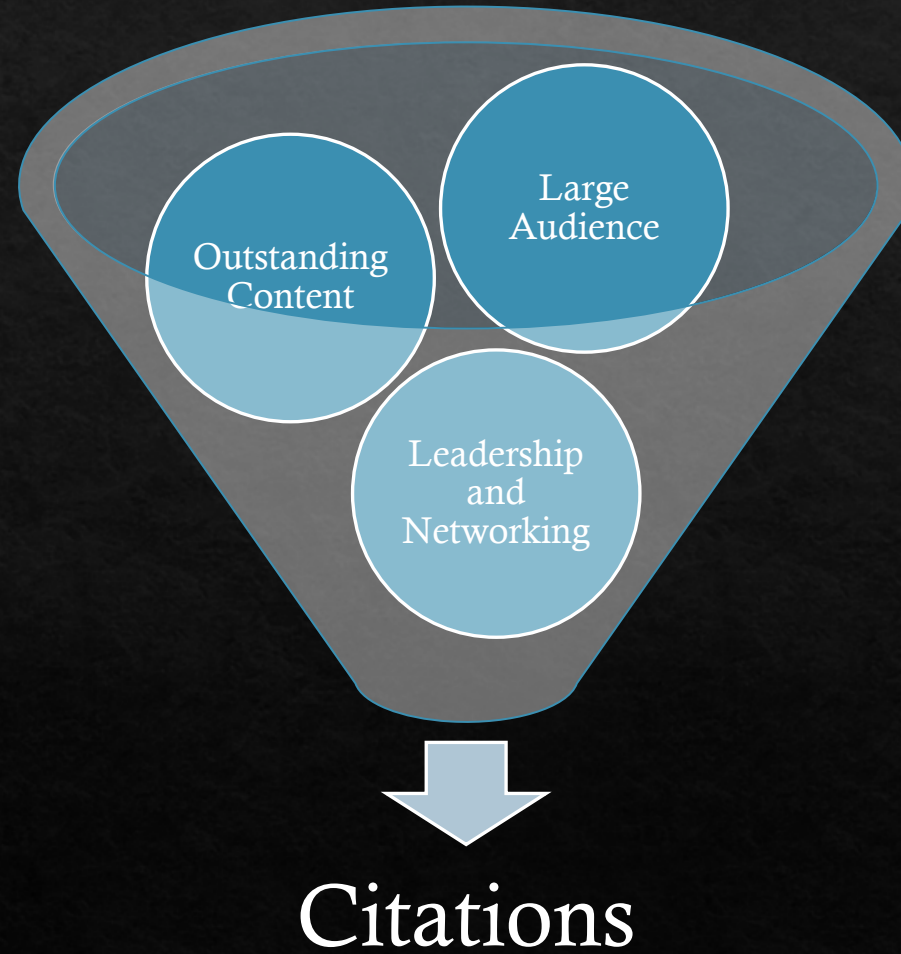 Outstanding
Content
Large
Audience
Leadership
and
Networking
Citations